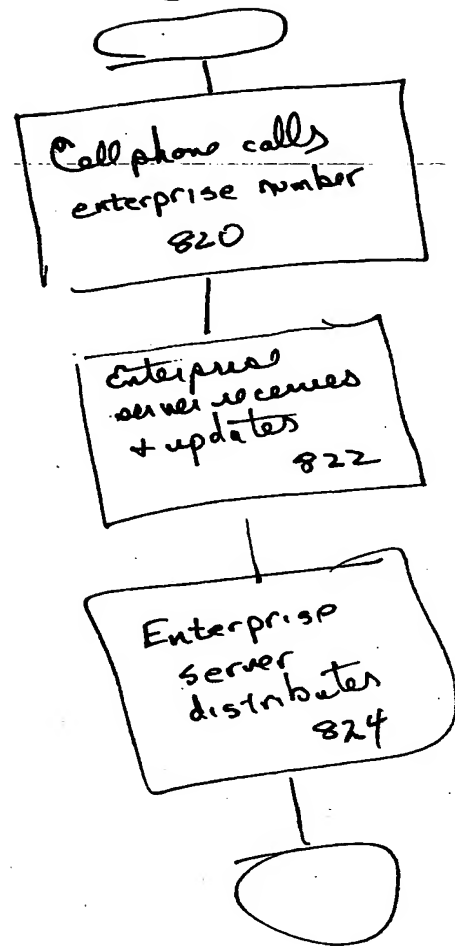 Cell phone calls
enterprise number
820
Enterprise
server receives
+ updates
822
Enterprise
server
distributes
824